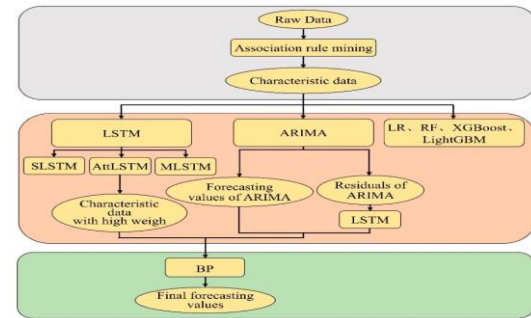 Raw Data
Association rule mining
Characteristic data
LSTM
ARIMA
LR、RF、XGBoost、
LightGBM
SLSTM
AttLSTM
MLSTM
Characteristic
data
with high weigh
Forecasting
values of ARIMA
Residuals of
ARIMA
LSTM
BP
Final forecasting
values